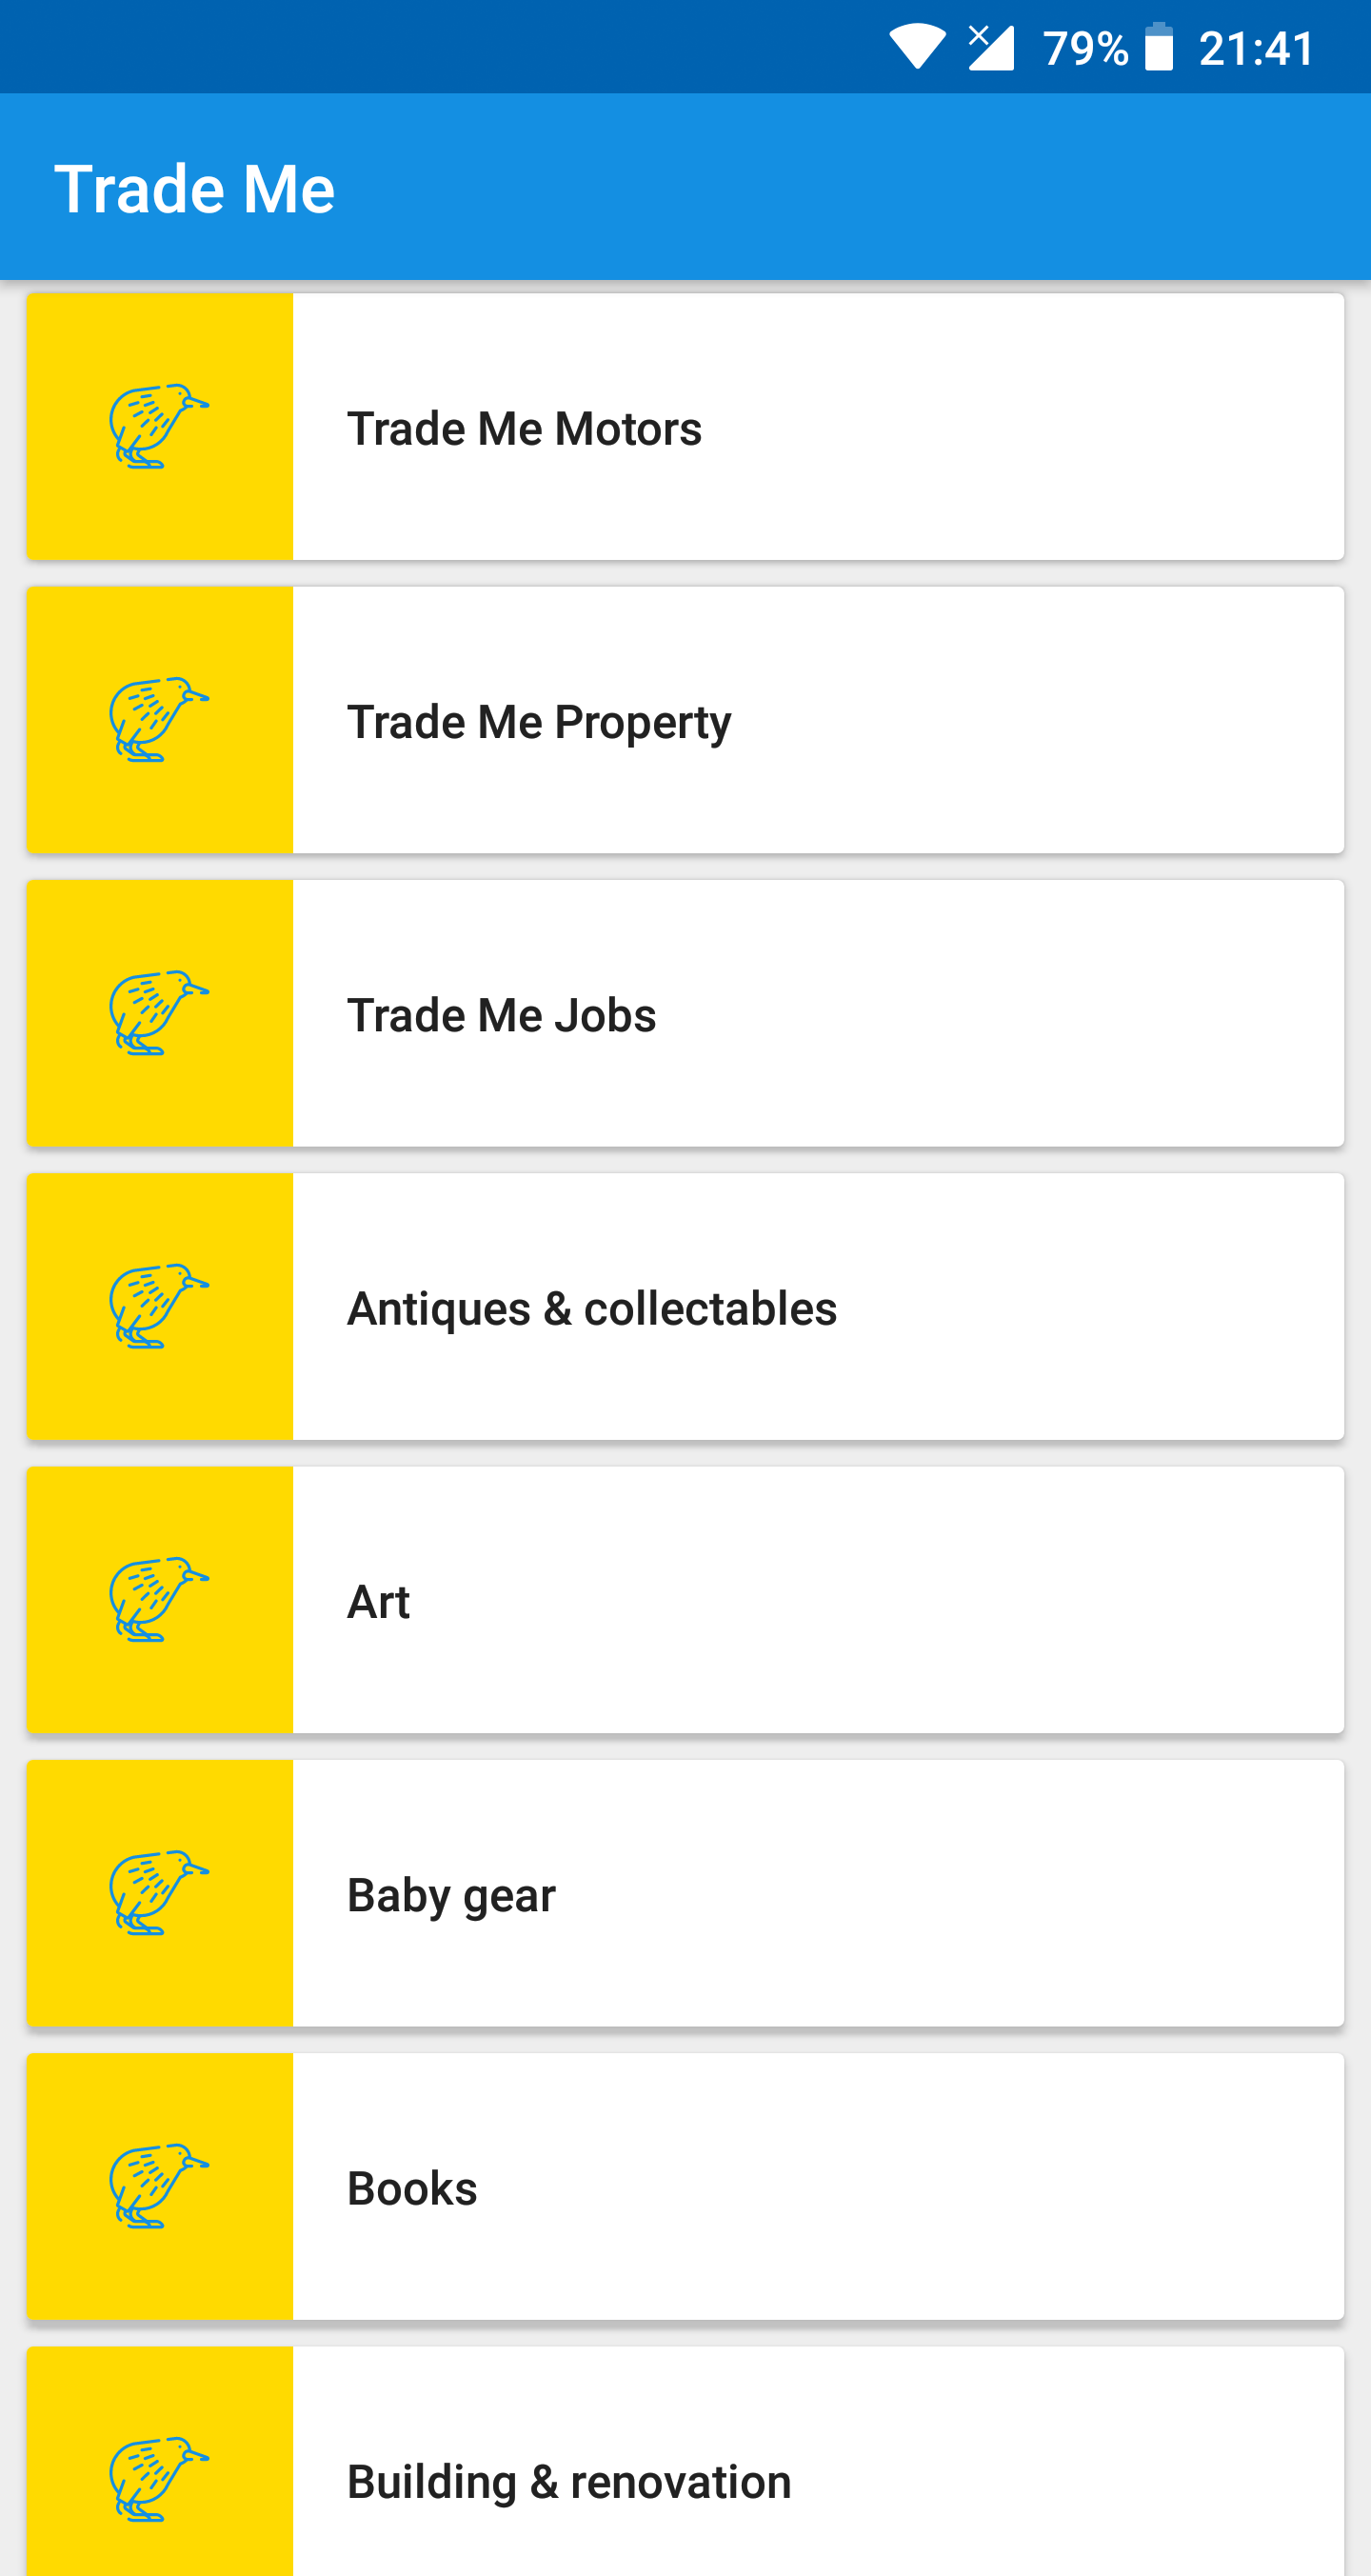 79% 21:41
Trade Me
Trade Me Motors
Trade Me Property
Trade Me Jobs
Antiques & collectables
Art
Baby gear
Books
Building & renovation